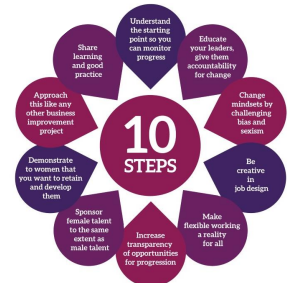 Understand
the starting
point so you
can monitor
progress
Educate
your leaders,
give them
accountability
for change
Change
mindsets by
challenging
bias and
sexism
Be
creative
in
job design
Make
flexible working
a reality
for all
Increase
transparency
of opportunities
for progression
Sponsor
female talent
to the same
extent as
male talent
Demonstrate
to women that
you want to retain
and develop
them
Approach
this like any
other business
improvement
project
Share
learning
and good
practice
10
STEPS